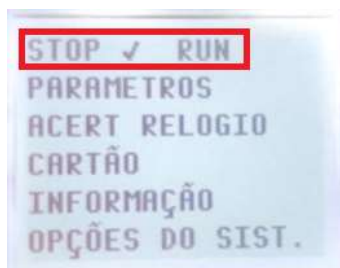 STOP ✓ RUN
PARAMETROS
ACERT RELOGIO
CARTÃO
INFORMAÇÃO
OPÇÕES DO SIST.